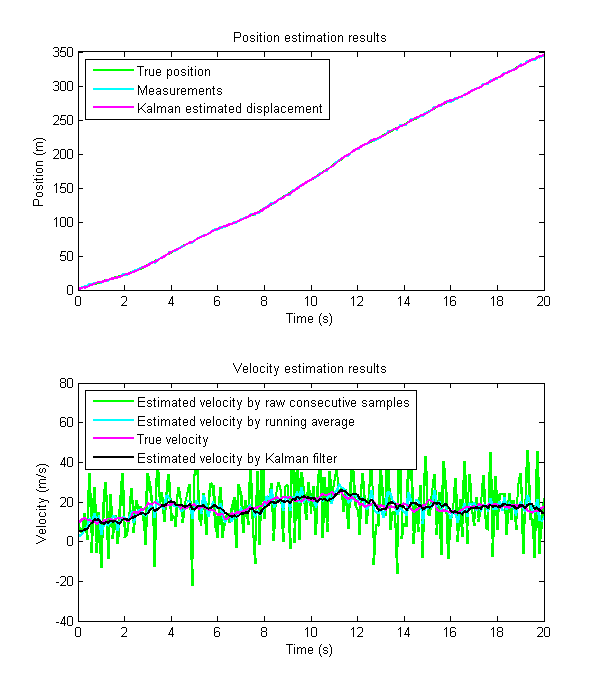 Position estimation results
350
300
250
200
150
100
50
0
Position (m)
True position
Measurements
Kalman estimated displacement
0 2 4 6 8 10 12 14 16 18 20
Time (s)
Velocity estimation results
80
60
40
20
0
-20
-40
Velocity (m/s)
Estimated velocity by raw consecutive samples
Estimated velocity by running average
True velocity
Estimated velocity by Kalman filter
0 2 4 6 8 10 12 14 16 18 20
Time (s)